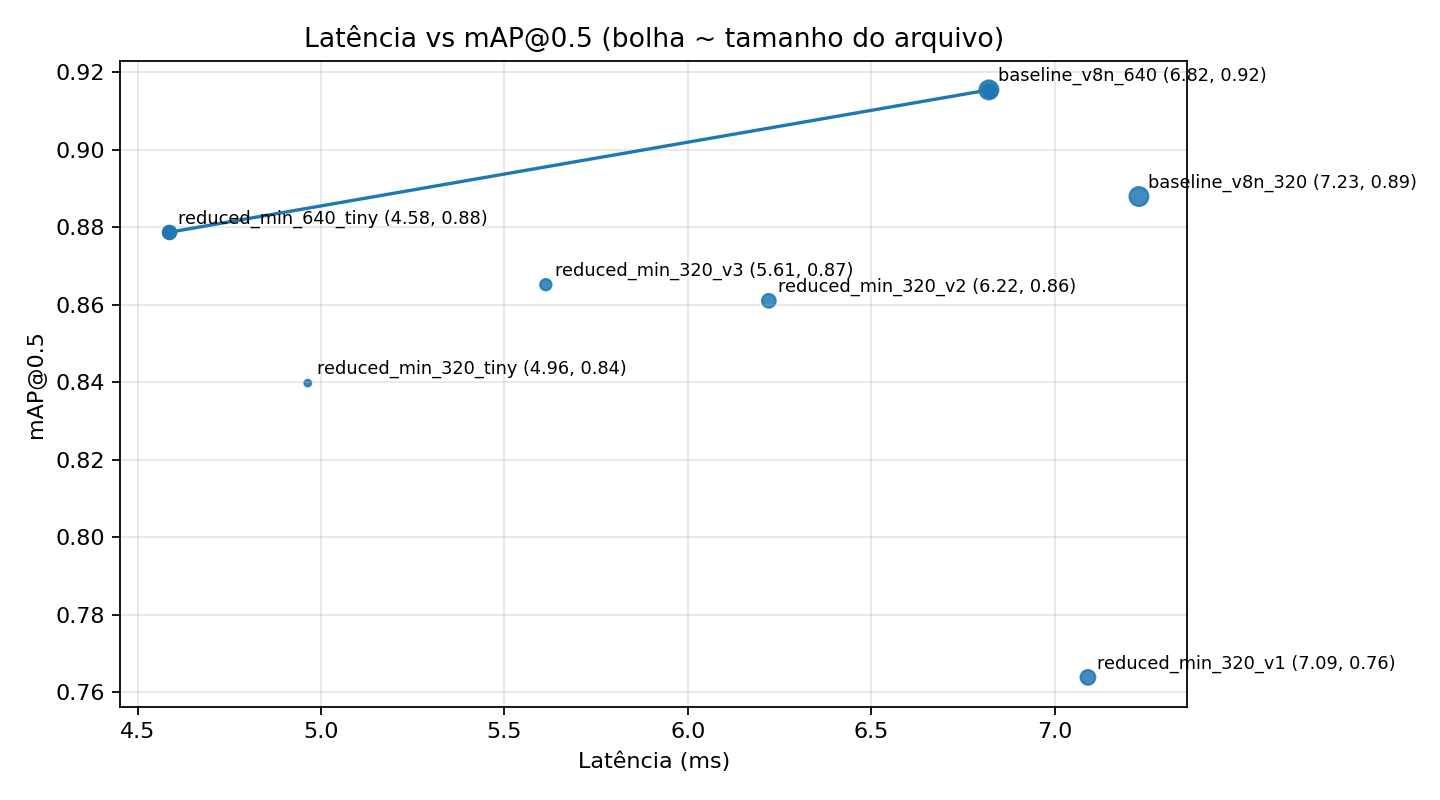 Latência vs mAP@0.5 (bolha ~ tamanho do arquivo)
0.92
baseline_v8n_640 (6.82, 0.92)
0.90
baseline_v8n_320 (7.23, 0.89)
0.88
reduced_min_640_tiny (4.58, 0.88)
reduced_min_320_v3 (5.61, 0.87)
reduced_min_320_v2 (6.22, 0.86)
0.86
reduced_min_320_tiny (4.96, 0.84)
0.84
mAP@0.5
0.82
0.80
0.78
reduced_min_320_v1 (7.09, 0.76)
0.76
4.5 5.0 5.5 6.0 6.5 7.0
Latência (ms)